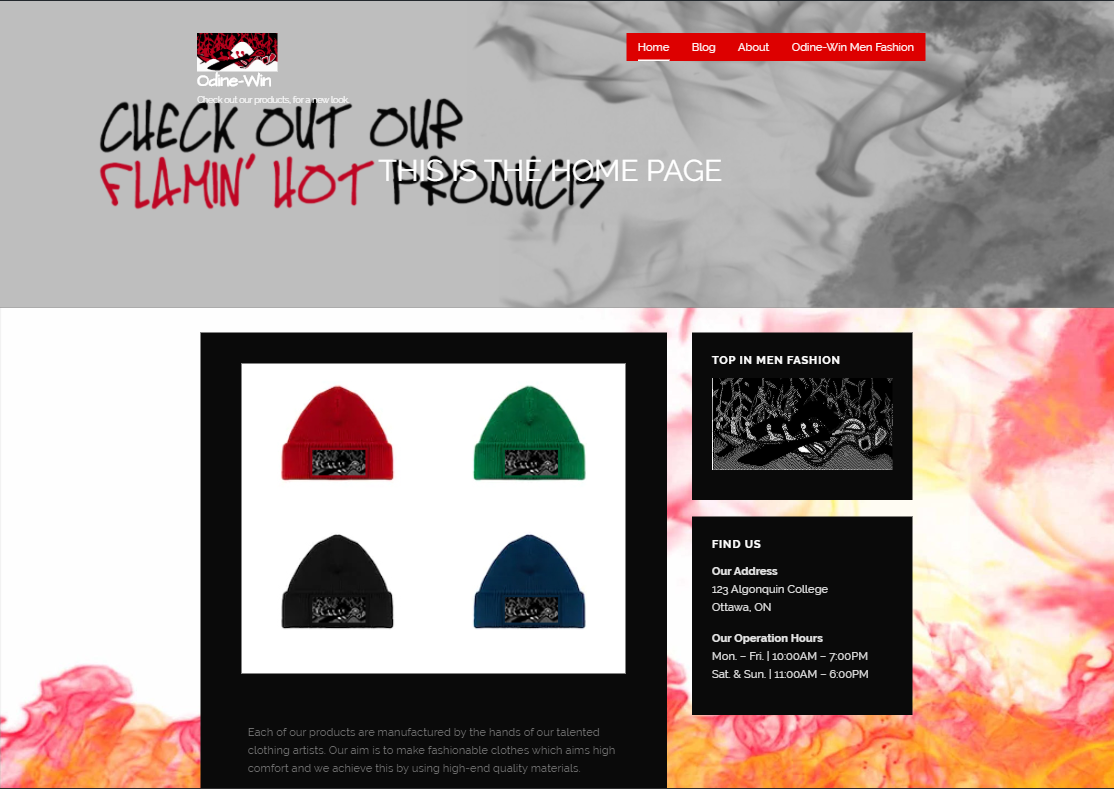 Odine-Win
Check out our products, for a new look.
Home Blog About Odine-Win Men Fashion
CHECK OUT OUR
FLAMIN' HOT PRODUCTS
THIS IS THE HOME PAGE
TOP IN MEN FASHION
FIND US
Our Address
123 Algonquin College
Ottawa, ON
Our Operation Hours
Mon. – Fri. | 10:00AM – 7:00PM
Sat. & Sun. | 11:00AM – 6:00PM
Each of our products are manufactured by the hands of our talented
clothing artists. Our aim is to make fashionable clothes which aims high
comfort and we achieve this by using high-end quality materials.